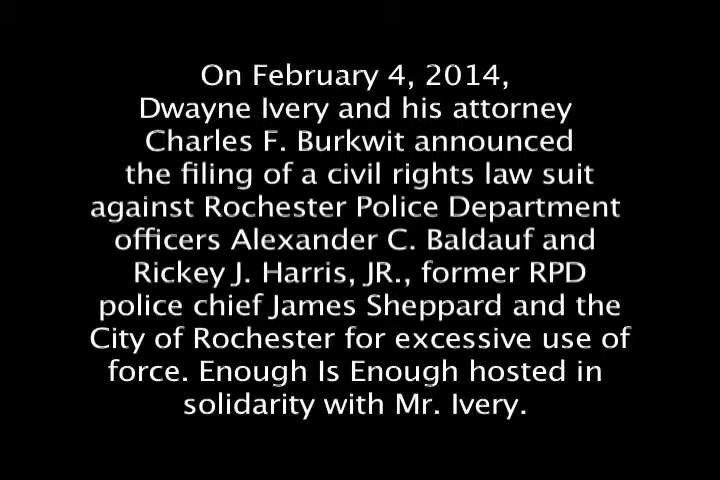 On February 4, 2014,
Dwayne Ivery and his attorney
Charles F. Burkwit announced
the filing of a civil rights law suit
against Rochester Police Department
officers Alexander C. Baldauf and
Rickey J. Harris, JR., former RPD
police chief James Sheppard and the
City of Rochester for excessive use of
force. Enough Is Enough hosted in
solidarity with Mr. Ivery.